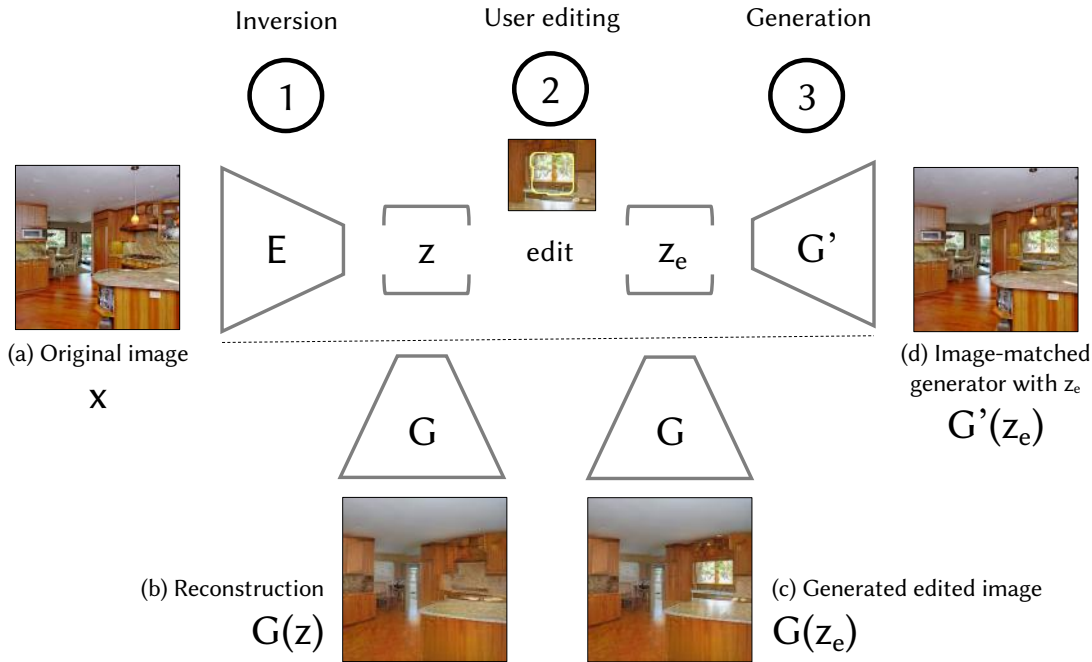 Inversion
User editing
Generation
1
2
3
E
z
edit
zₑ
G’
(a) Original image
x
(d) Image-matched
generator with zₑ
G’(zₑ)
G
G
(b) Reconstruction
G(z)
(c) Generated edited image
G(zₑ)